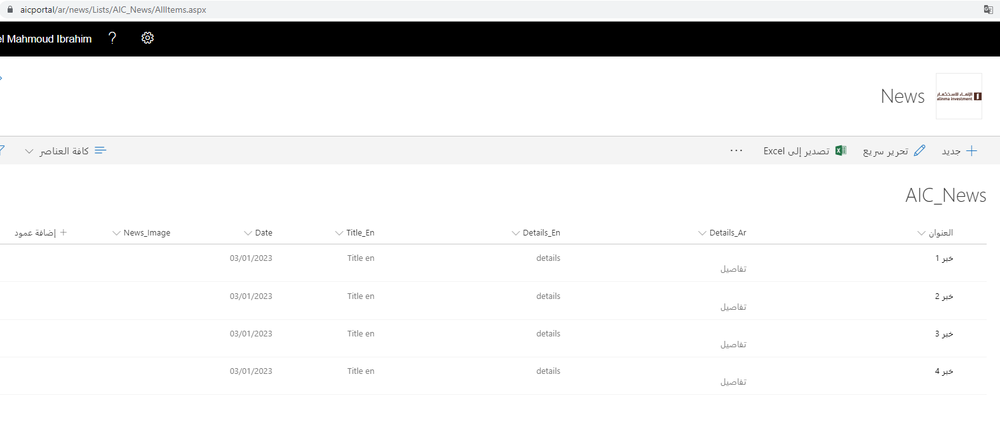 aicportal/ar/news/Lists/AIC_News/AllItems.aspx
el Mahmoud Ibrahim ?
News
الإنماء للاستثمار
alinma investment
جديد
تحرير سريع
تصدير إلى Excel
...
كافة العناصر
AIC_News
العنوان Details_Ar Details_En Title_En Date News_Image + إضافة عمود
خبر 1 تفاصيل details Title en 03/01/2023
خبر 2 تفاصيل details Title en 03/01/2023
خبر 3 تفاصيل details Title en 03/01/2023
خبر 4 تفاصيل details Title en 03/01/2023